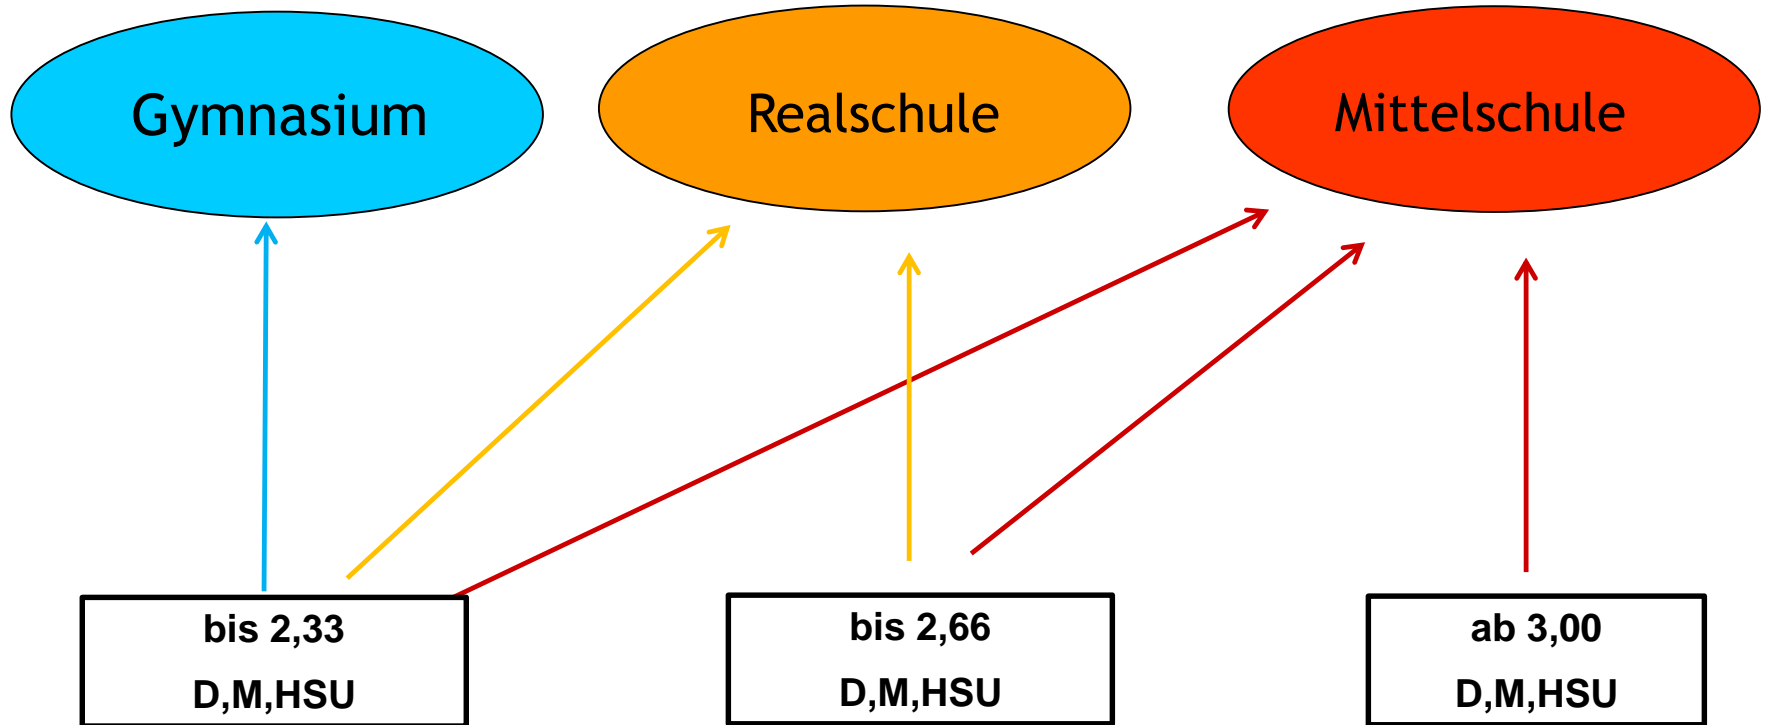 Gymnasium
Realschule
Mittelschule
bis 2,33
D,M,HSU
bis 2,66
D,M,HSU
ab 3,00
D,M,HSU